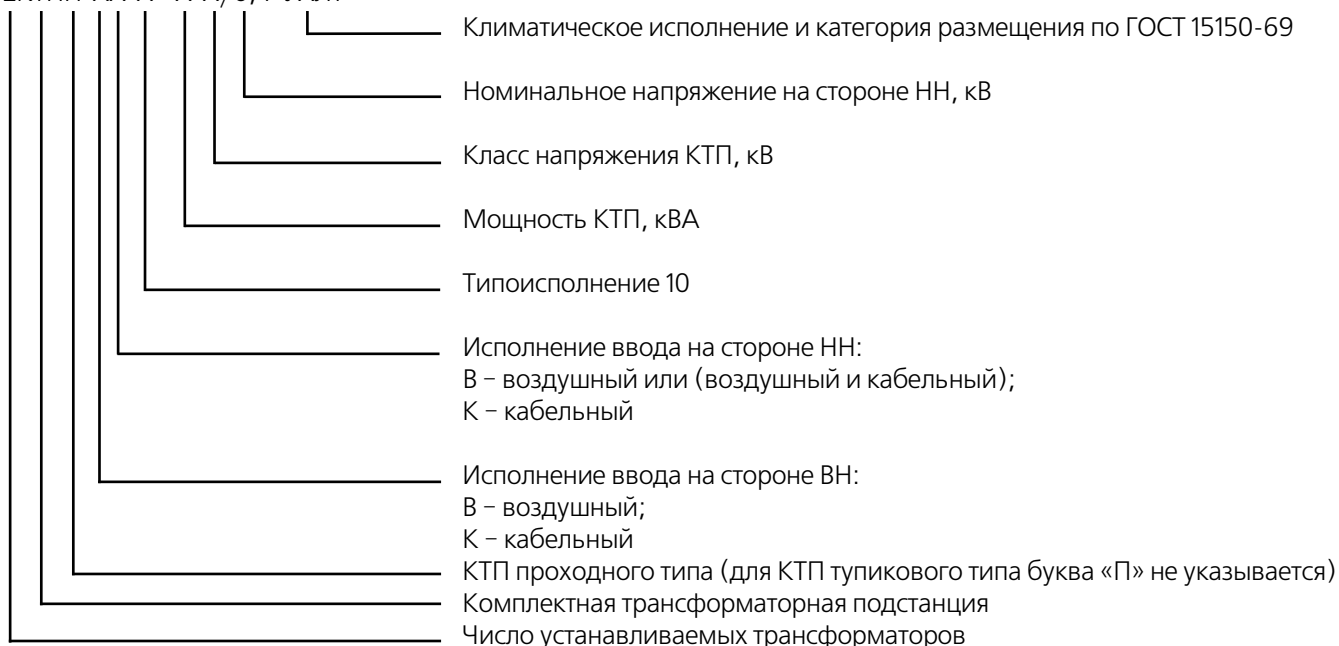 Климатическое исполнение и категория размещения по ГОСТ 15150-69
Номинальное напряжение на стороне НН, кВ
Класс напряжения КТП, кВ
Мощность КТП, кВА
Типоисполнение 10
Исполнение ввода на стороне НН:
В – воздушный или (воздушный и кабельный);
К – кабельный
Исполнение ввода на стороне ВН:
В – воздушный;
К – кабельный
КТП проходного типа (для КТП тупикового типа буква «П» не указывается)
Комплектная трансформаторная подстанция
Число устанавливаемых трансформаторов